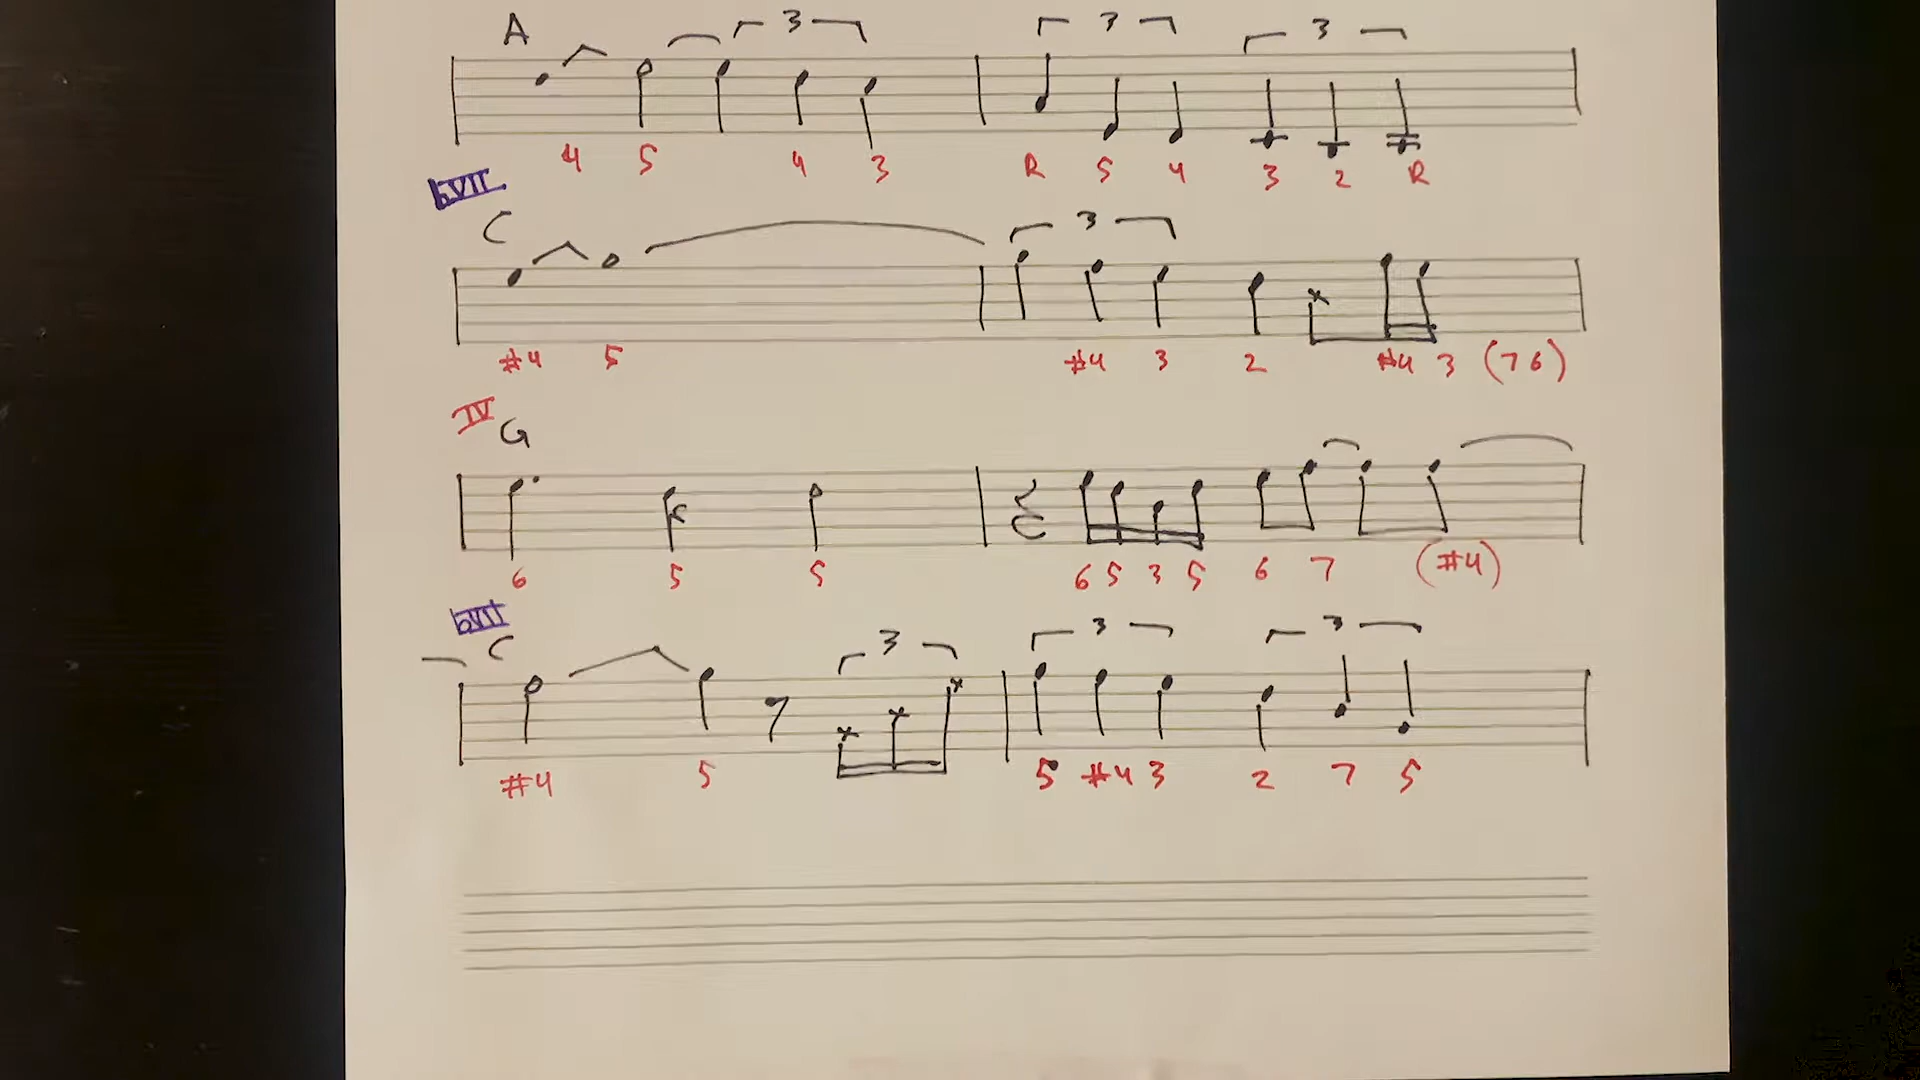 A 3 3 3
4 5 4 3 R 5 4 3 2 R
bVII
C 3
#4 5 #4 3 2 #4 3 (7 6)
IV
G
6 5 5 6 5 3 5 6 7 (#4)
bVII
C 3 3 3
#4 5 5 #4 3 2 7 5